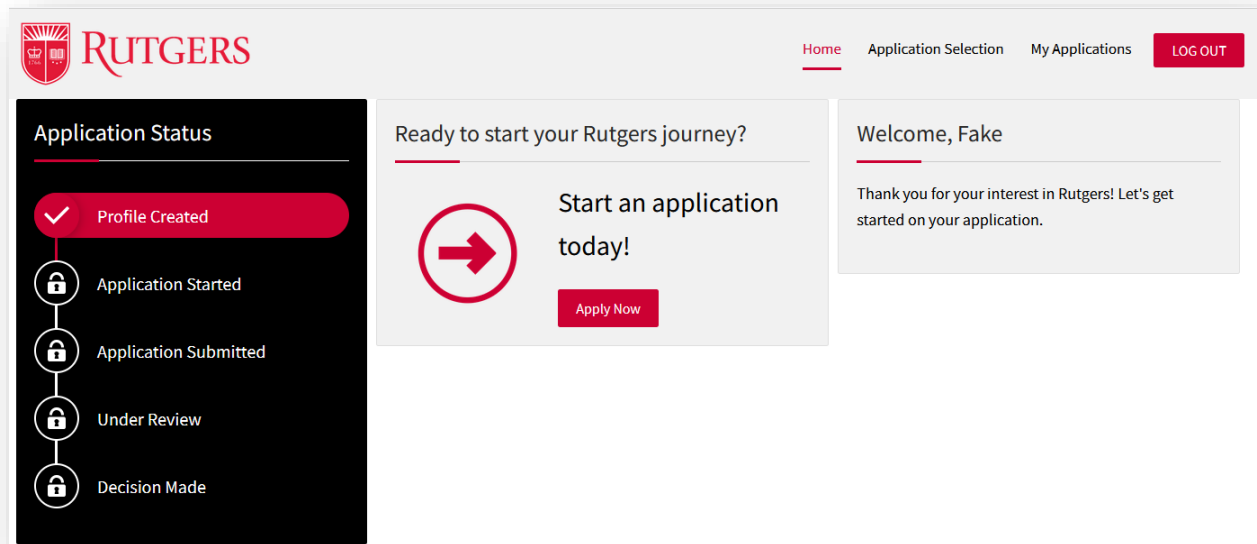 RUTGERS
Home
Application Selection
My Applications
LOG OUT
Application Status
Profile Created
Application Started
Application Submitted
Under Review
Decision Made
Ready to start your Rutgers journey?
Start an application
today!
Apply Now
Welcome, Fake
Thank you for your interest in Rutgers! Let's get
started on your application.